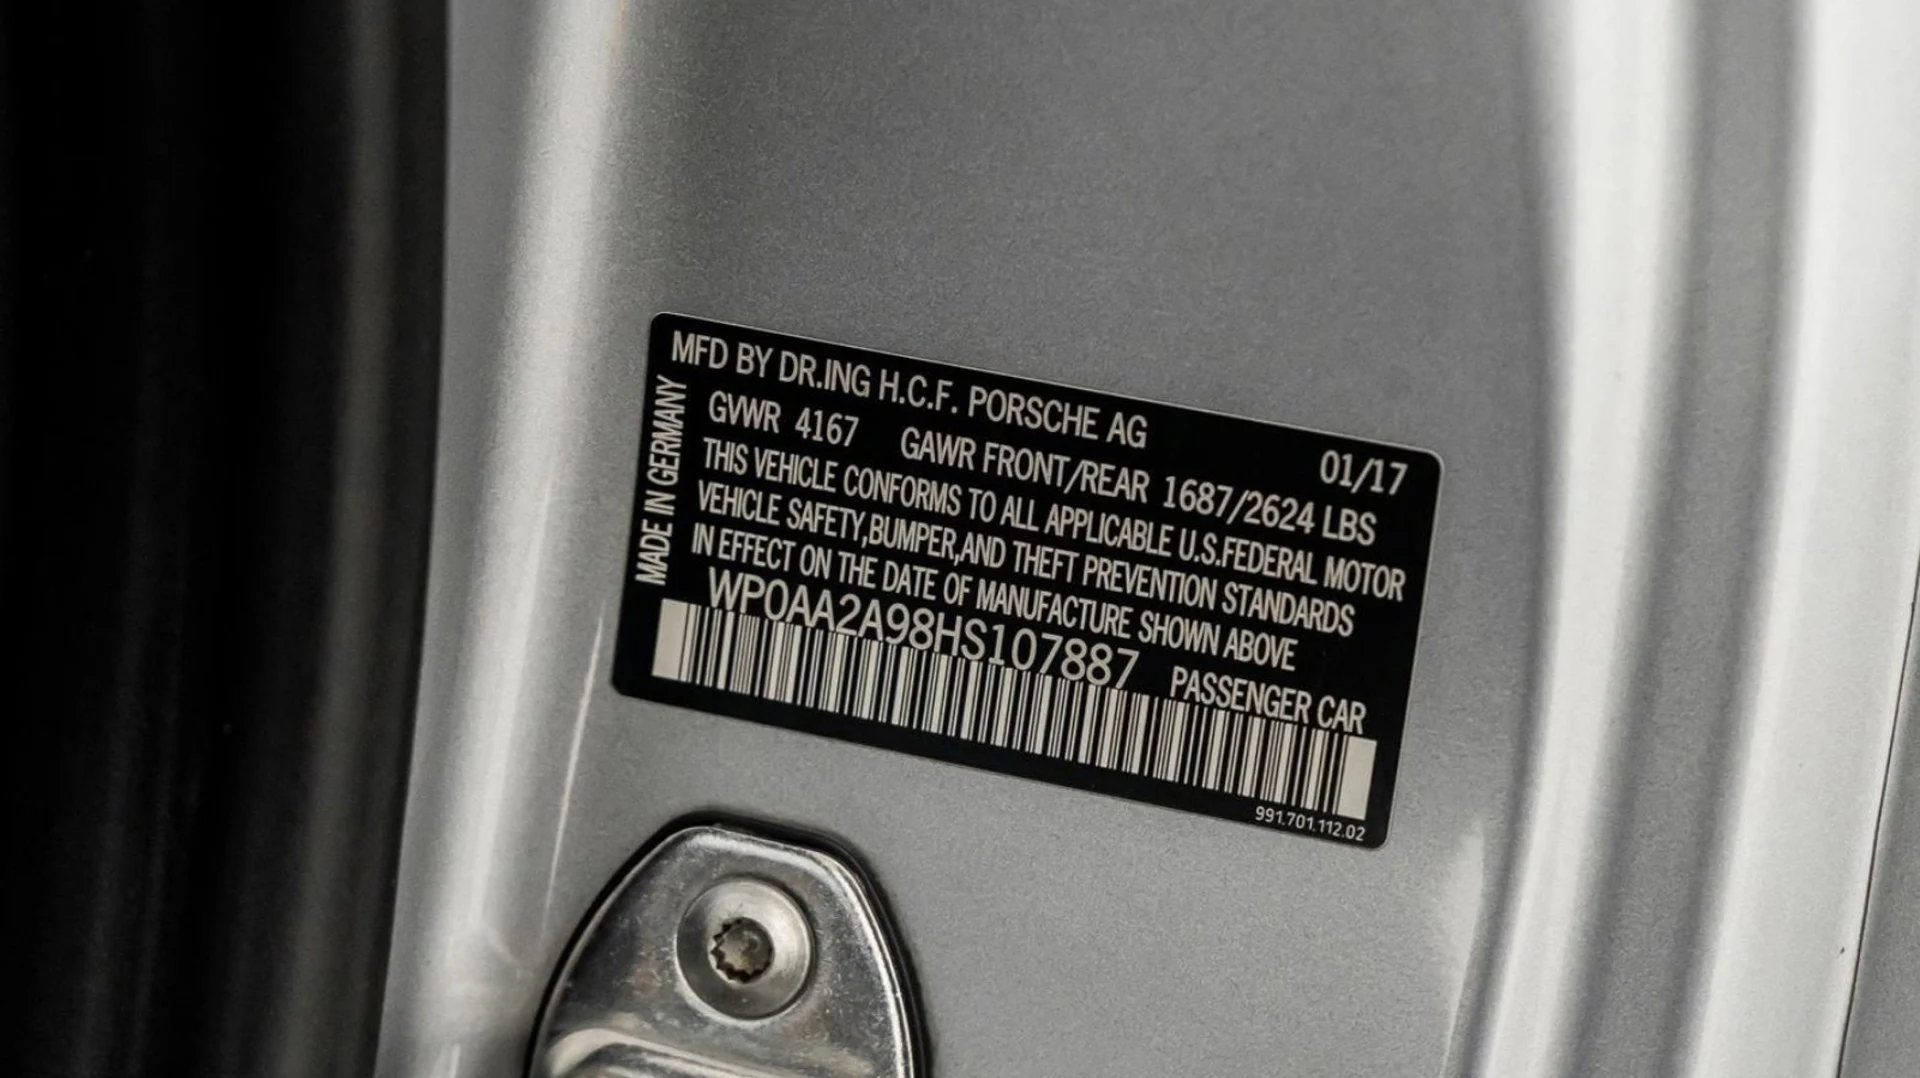 MFD BY DR.ING H.C.F. PORSCHE AG
01/17
GVWR 4167 GAWR FRONT/REAR 1687/2624 LBS
THIS VEHICLE CONFORMS TO ALL APPLICABLE U.S.FEDERAL MOTOR
VEHICLE SAFETY,BUMPER,AND THEFT PREVENTION STANDARDS
IN EFFECT ON THE DATE OF MANUFACTURE SHOWN ABOVE
WP0AA2A98HS107887 PASSENGER CAR
991.701.112.02
MADE IN GERMANY